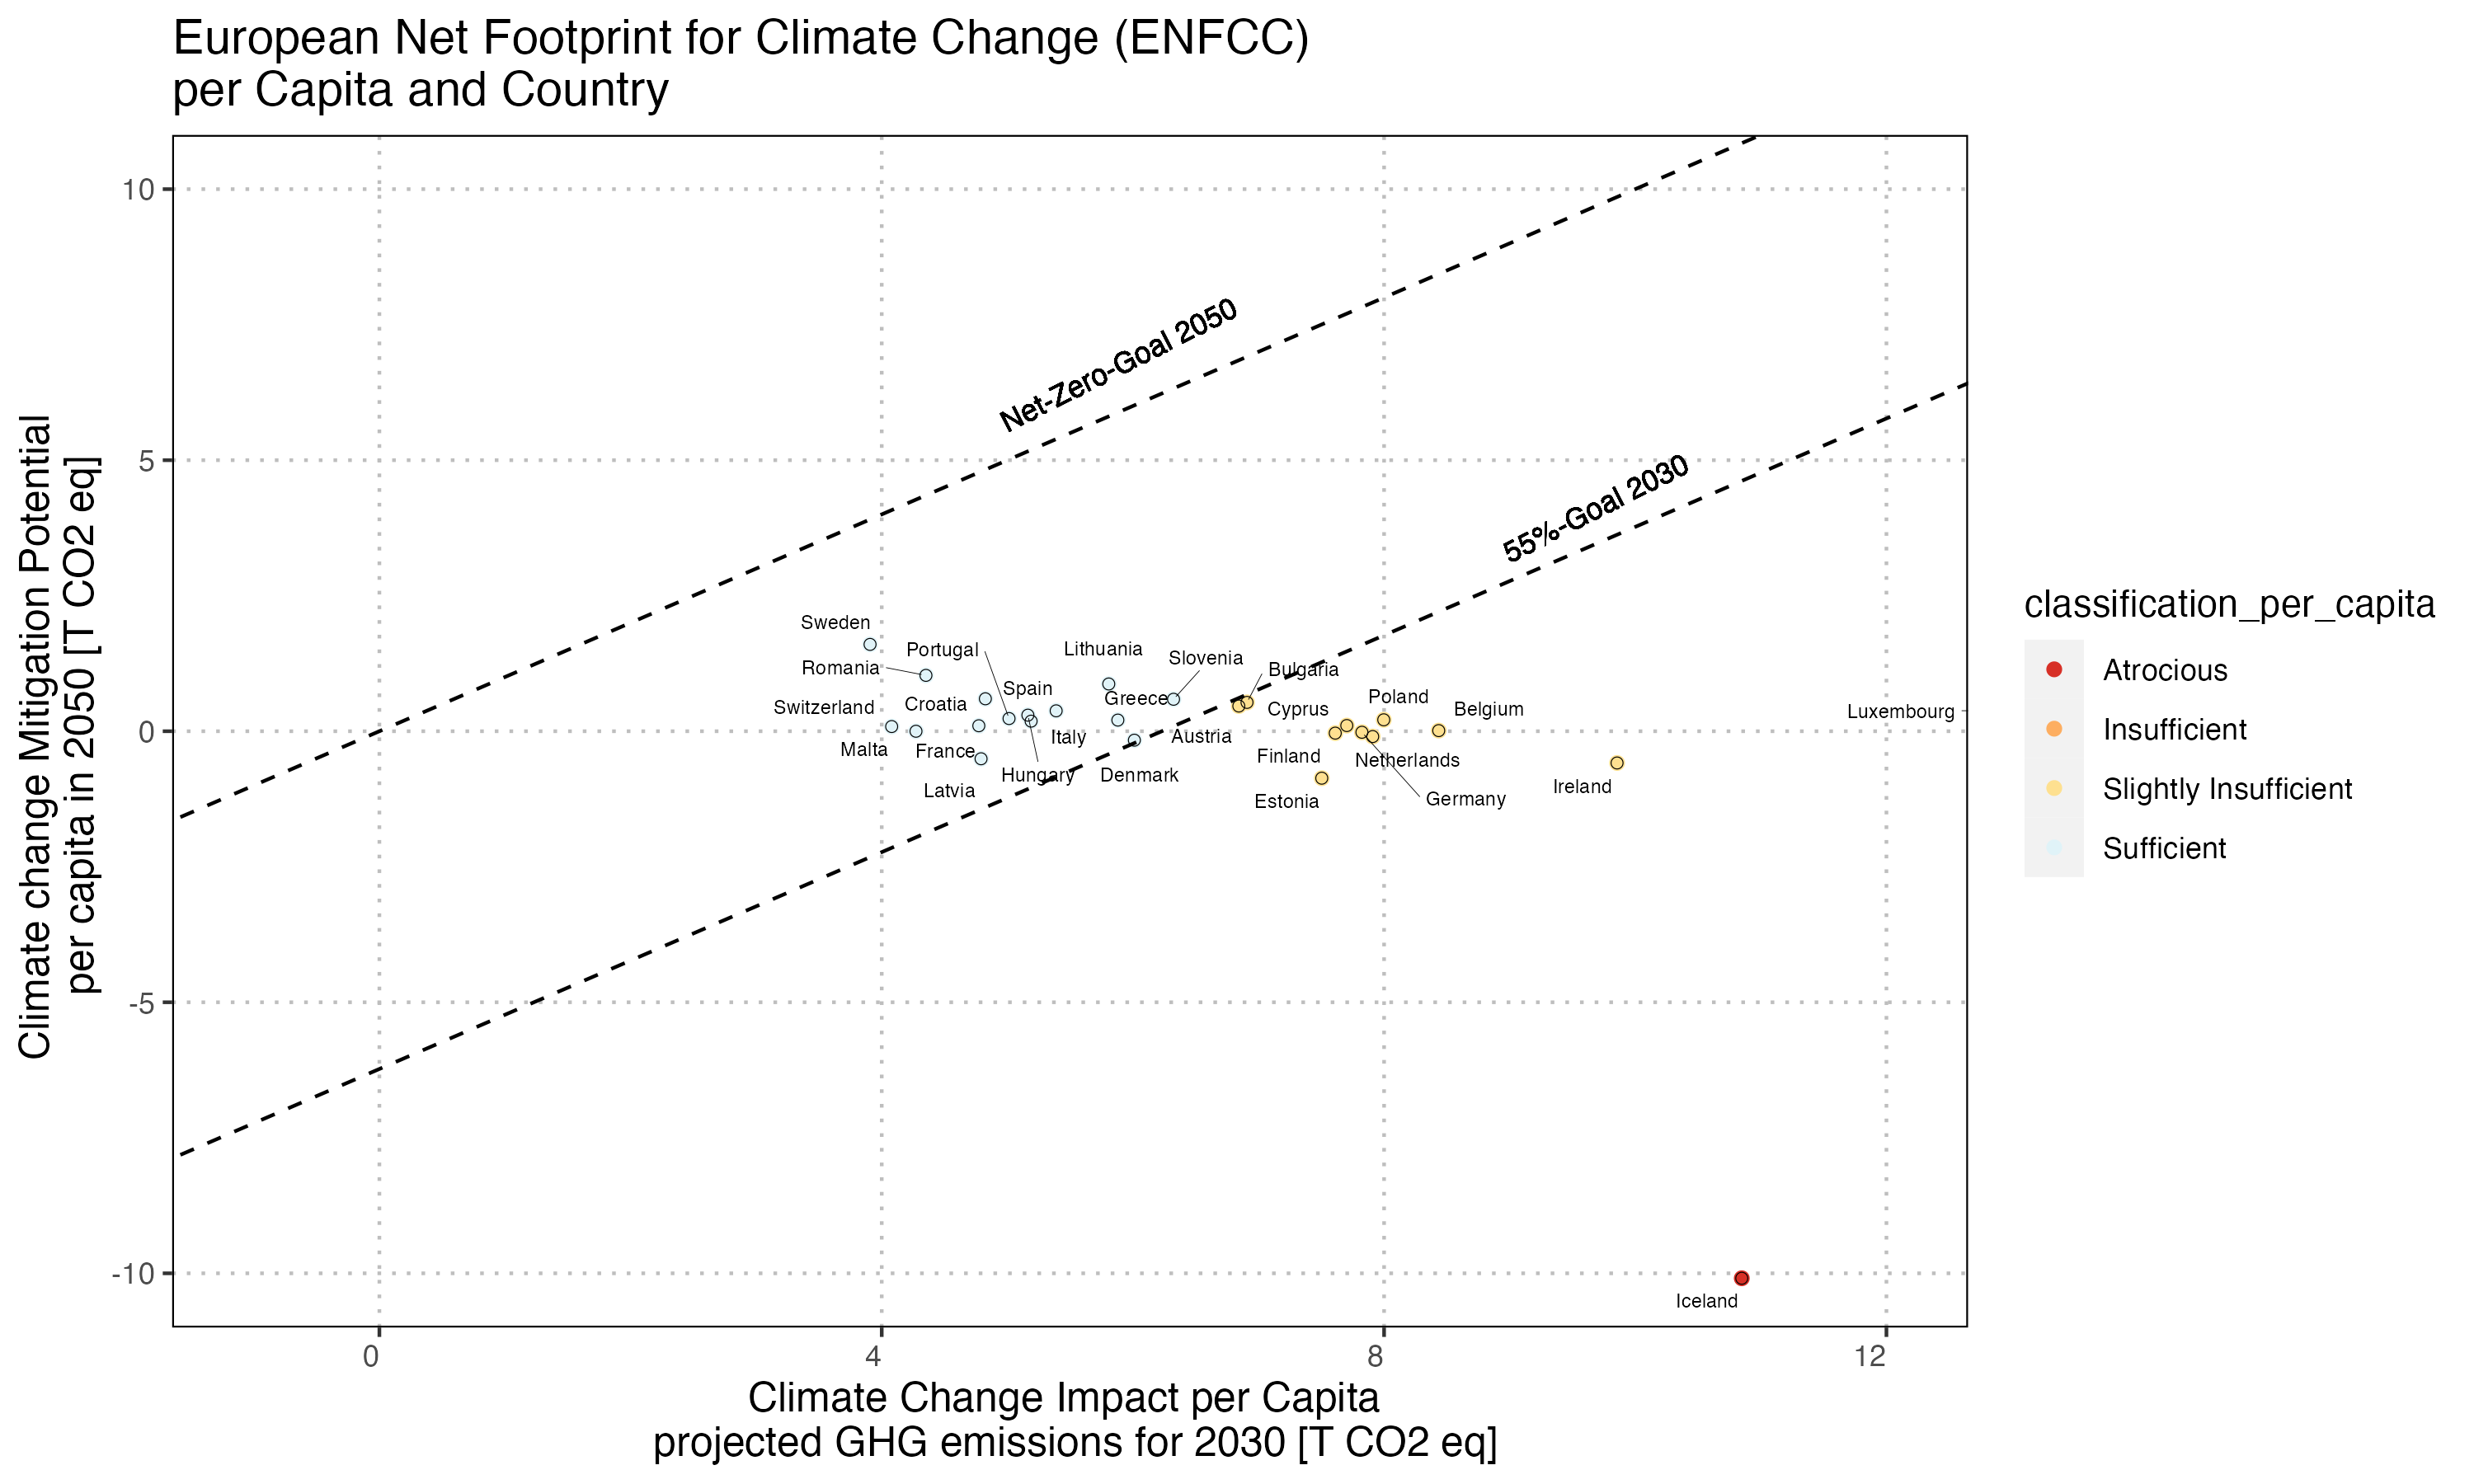 European Net Footprint for Climate Change (ENFCC)
per Capita and Country
Climate change Mitigation Potential
per capita in 2050 [T CO2 eq]
10
5
0
-5
-10
Net-Zero-Goal 2050
55%-Goal 2030
Sweden
Portugal
Lithuania
Slovenia
Romania
Bulgaria
Spain
Greece
Poland
Croatia
Switzerland
Cyprus
Belgium
Luxembourg
Italy
Austria
Malta
France
Finland
Netherlands
Hungary
Denmark
Latvia
Ireland
Estonia
Germany
Iceland
0
4
8
12
Climate Change Impact per Capita
projected GHG emissions for 2030 [T CO2 eq]
classification_per_capita
Atrocious
Insufficient
Slightly Insufficient
Sufficient